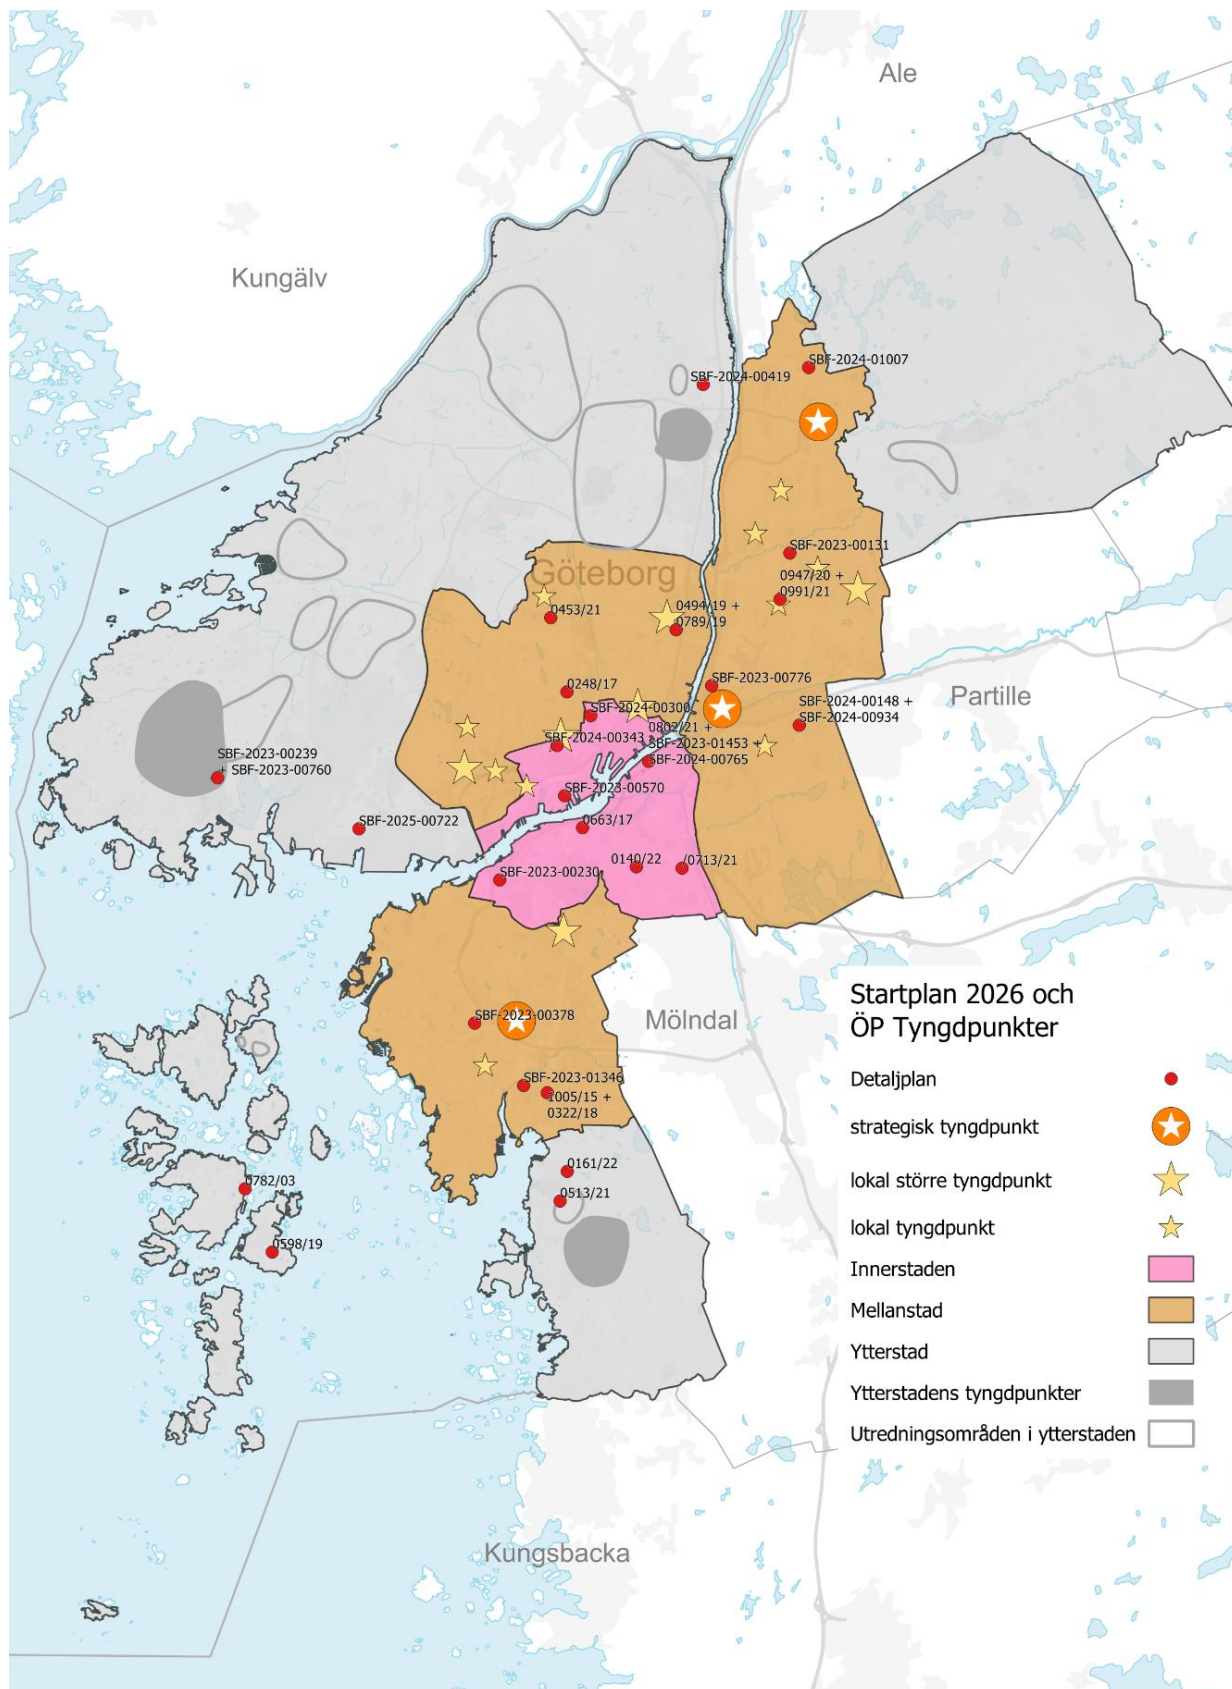 Ale
Kungälv
SBF-2024-01007
SBF-2024-00419
SBF-2023-00131
Göteborg
0947/20 +
0991/21
0453/21
0494/19 +
0789/19
SBF-2023-00776
0248/17
Partille
SBF-2024-00148 +
SBF-2024-00934
SBF-2024-00300
0802/21 +
SBF-2024-00343
SBF-2023-01453 +
SBF-2024-00765
SBF-2023-00239
+ SBF-2023-00760
SBF-2023-00570
SBF-2025-00722
0663/17
0140/22
/0713/21
SBF-2023-00230
Startplan 2026 och
ÖP Tyngdpunkter
Mölndal
SBF-2023-00378
Detaljplan
SBF-2023-01346
1005/15 +
0322/18
strategisk tyngdpunkt
0161/22
lokal större tyngdpunkt
0782/03
0513/21
lokal tyngdpunkt
0598/19
Innerstaden
Mellanstad
Ytterstad
Ytterstadens tyngdpunkter
Utredningsområden i ytterstaden
Kungsbacka